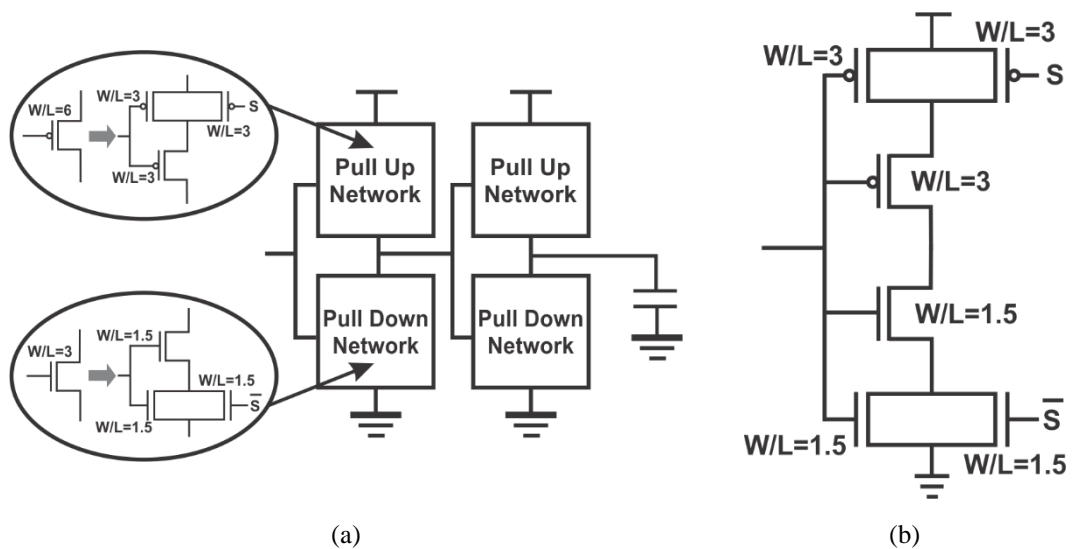 W/L=3
W/L=6
S
W/L=3
W/L=3
Pull Up
Network
Pull Up
Network
Pull Down
Network
Pull Down
Network
W/L=1.5
W/L=3
W/L=1.5
S̅
W/L=1.5
(a)
W/L=3
W/L=3
S
W/L=3
W/L=1.5
S̅
W/L=1.5
W/L=1.5
(b)